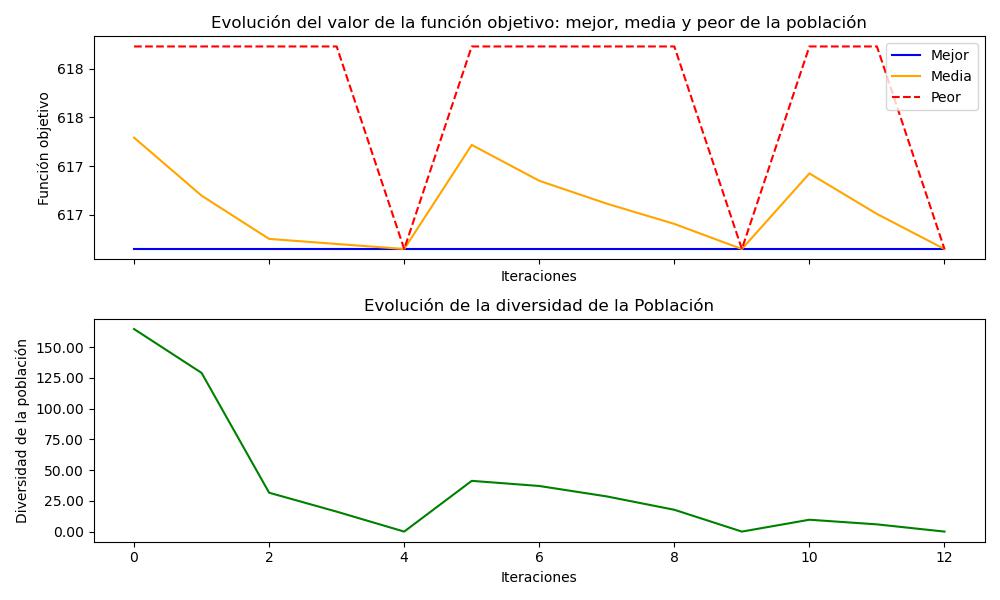 Evolución del valor de la función objetivo: mejor, media y peor de la población
Función objetivo
618
618
617
617
Mejor
Media
Peor
Iteraciones
Evolución de la diversidad de la Población
Diversidad de la población
150.00
125.00
100.00
75.00
50.00
25.00
0.00
0 2 4 6 8 10 12
Iteraciones